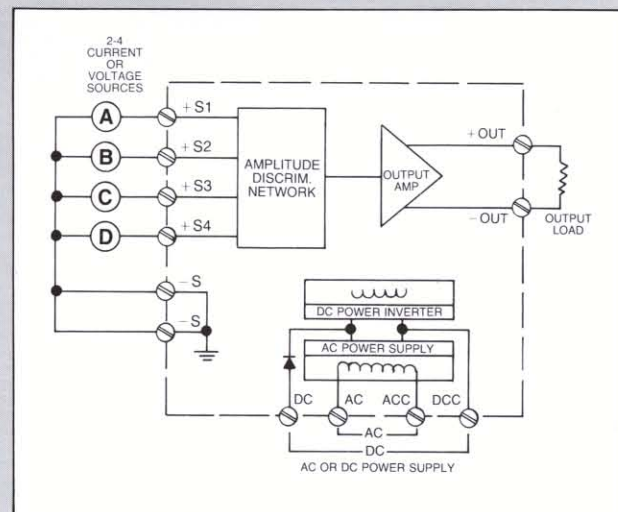 2-4
CURRENT
OR
VOLTAGE
SOURCES
A
+ S1
B
+ S2
C
+ S3
D
+ S4
AMPLITUDE
DISCRIM.
NETWORK
OUTPUT
AMP
+ OUT
- OUT
OUTPUT
LOAD
- S
- S
DC POWER INVERTER
AC POWER SUPPLY
DC AC ACC DCC
AC
DC
AC OR DC POWER SUPPLY